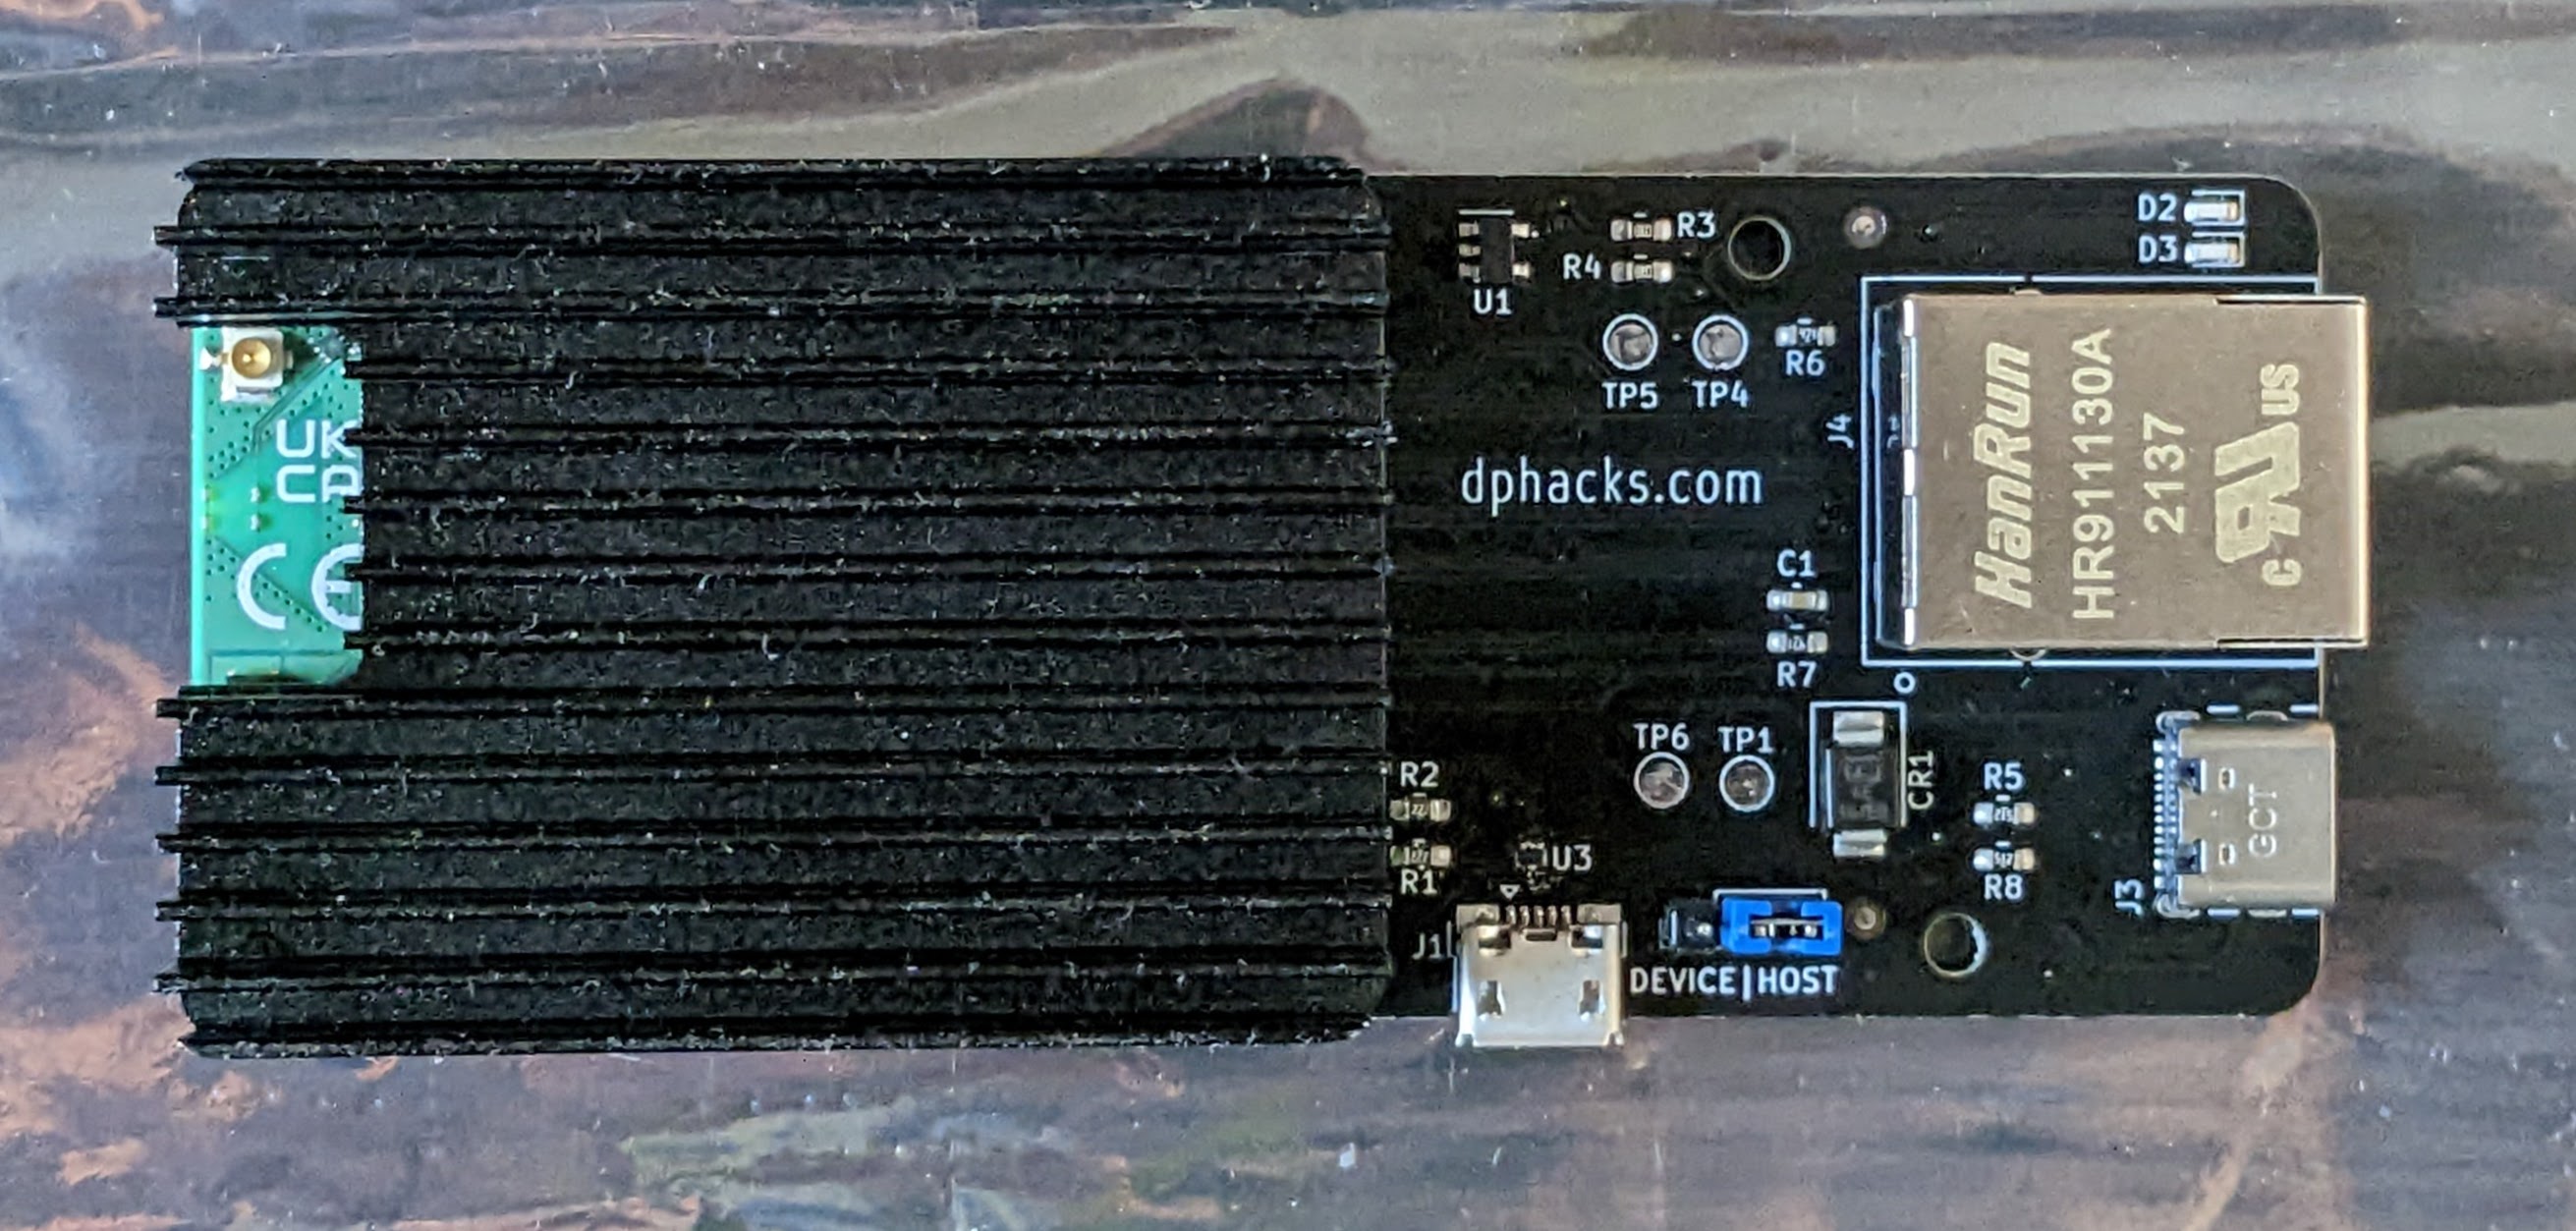 D2
D3
R3
R4
U1
TP5
TP4
R6
J4
dphacks.com
C1
R7
HanRun
HR911130A
2137
c
US
UK
CE
TP6
TP1
CR1
R5
R8
R2
R1
U3
J1
J3
GCT
DEVICE|HOST